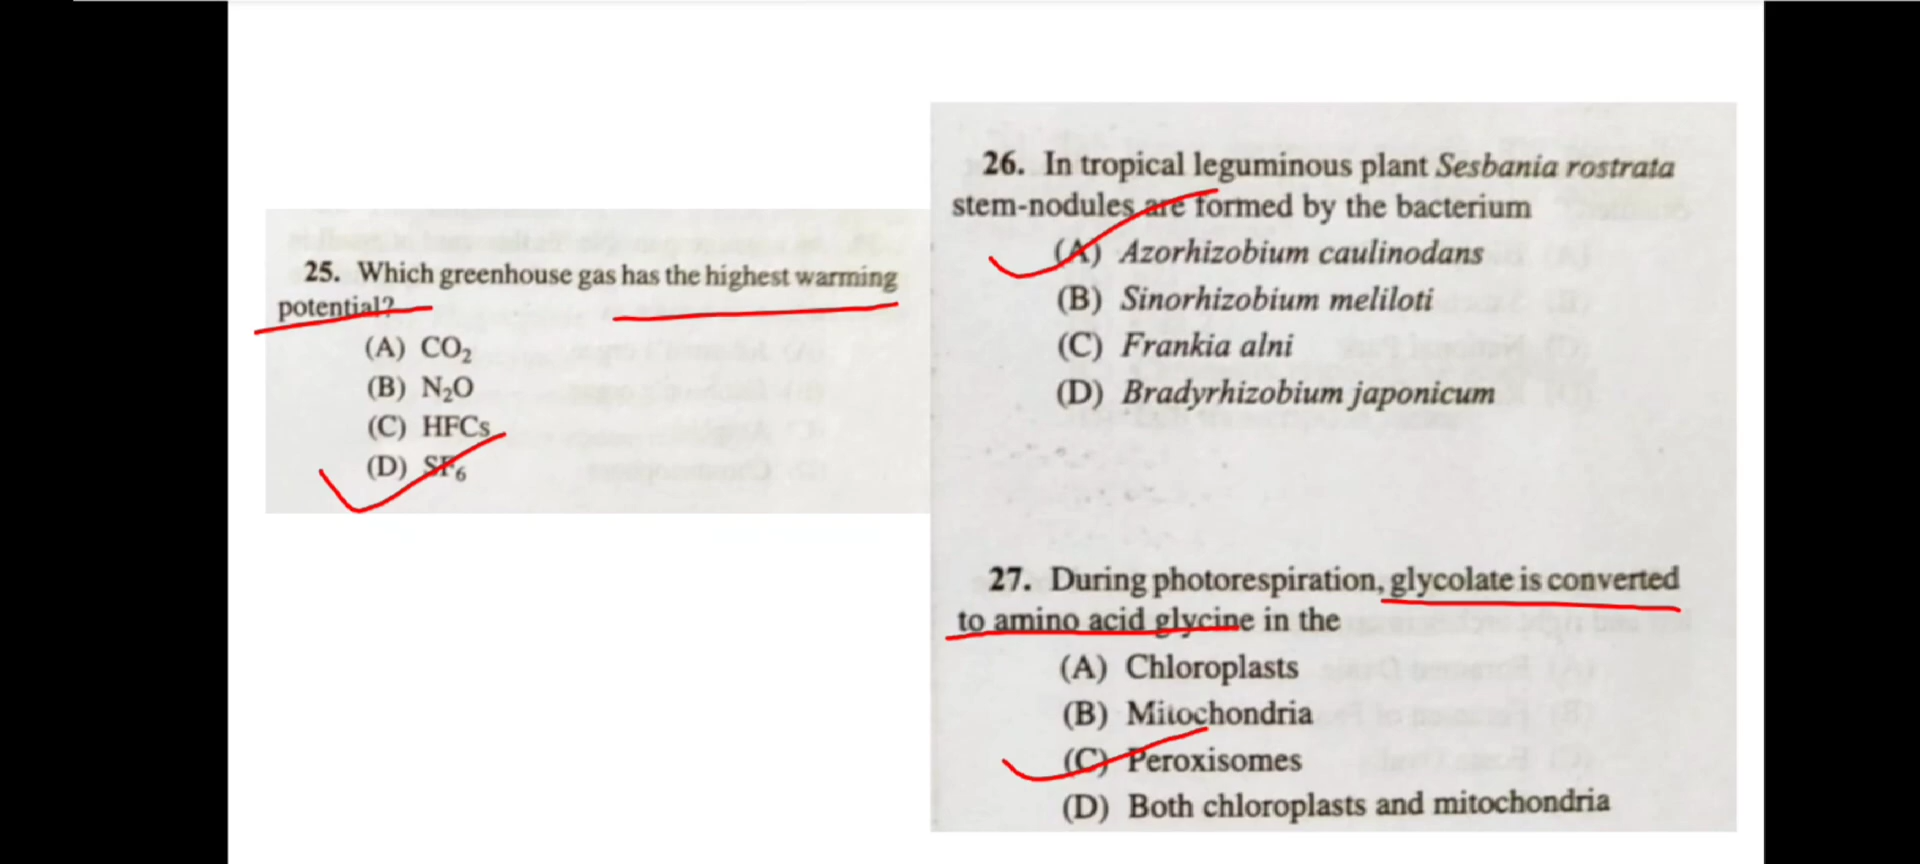 25. Which greenhouse gas has the highest warming
potential?
(A) CO₂
(B) N₂O
(C) HFCs
(D) SF₆
26. In tropical leguminous plant Sesbania rostrata
stem-nodules are formed by the bacterium
(A) Azorhizobium caulinodans
(B) Sinorhizobium meliloti
(C) Frankia alni
(D) Bradyrhizobium japonicum
27. During photorespiration, glycolate is converted
to amino acid glycine in the
(A) Chloroplasts
(B) Mitochondria
(C) Peroxisomes
(D) Both chloroplasts and mitochondria